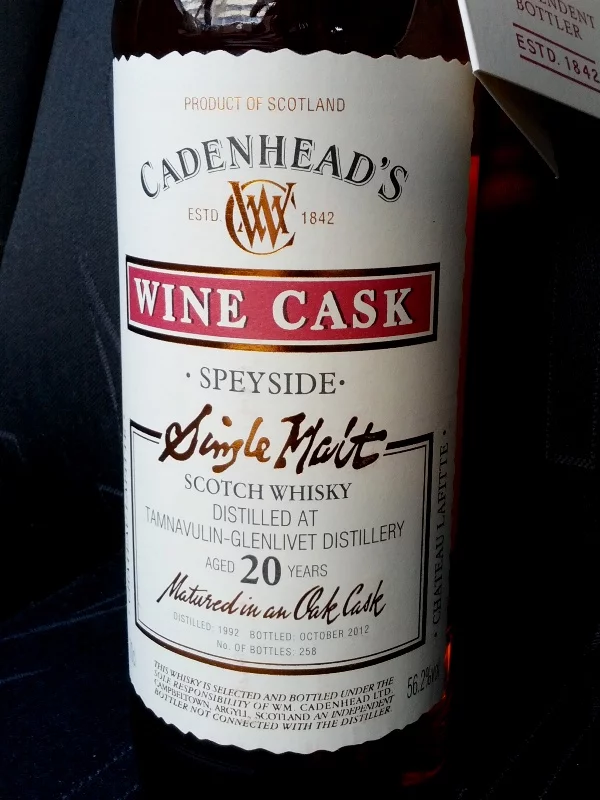 BOTTLER
ESTD. 1842
PRODUCT OF SCOTLAND
CADENHEAD'S
ESTD. WC 1842
WINE CASK
· SPEYSIDE ·
Single Malt
SCOTCH WHISKY
DISTILLED AT
TAMNAVULIN-GLENLIVET DISTILLERY
AGED 20 YEARS
Matured in an Oak Cask
DISTILLED: 1992 BOTTLED: OCTOBER 2012
No. OF BOTTLES: 258
· CHATEAU LAFITTE ·
THIS WHISKY IS SELECTED AND BOTTLED UNDER THE
SOLE RESPONSIBILITY OF WM. CADENHEAD LTD.
CAMPBELTOWN, ARGYLL, SCOTLAND AN INDEPENDENT
BOTTLER NOT CONNECTED WITH THE DISTILLER.
56.2%